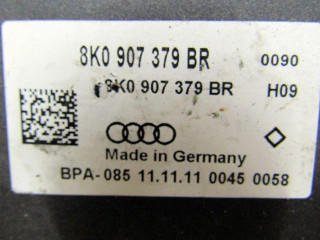 8K0 907 379 BR 0090
8K0 907 379 BR H09
Made in Germany
BPA-085 11.11.11 0045 0058